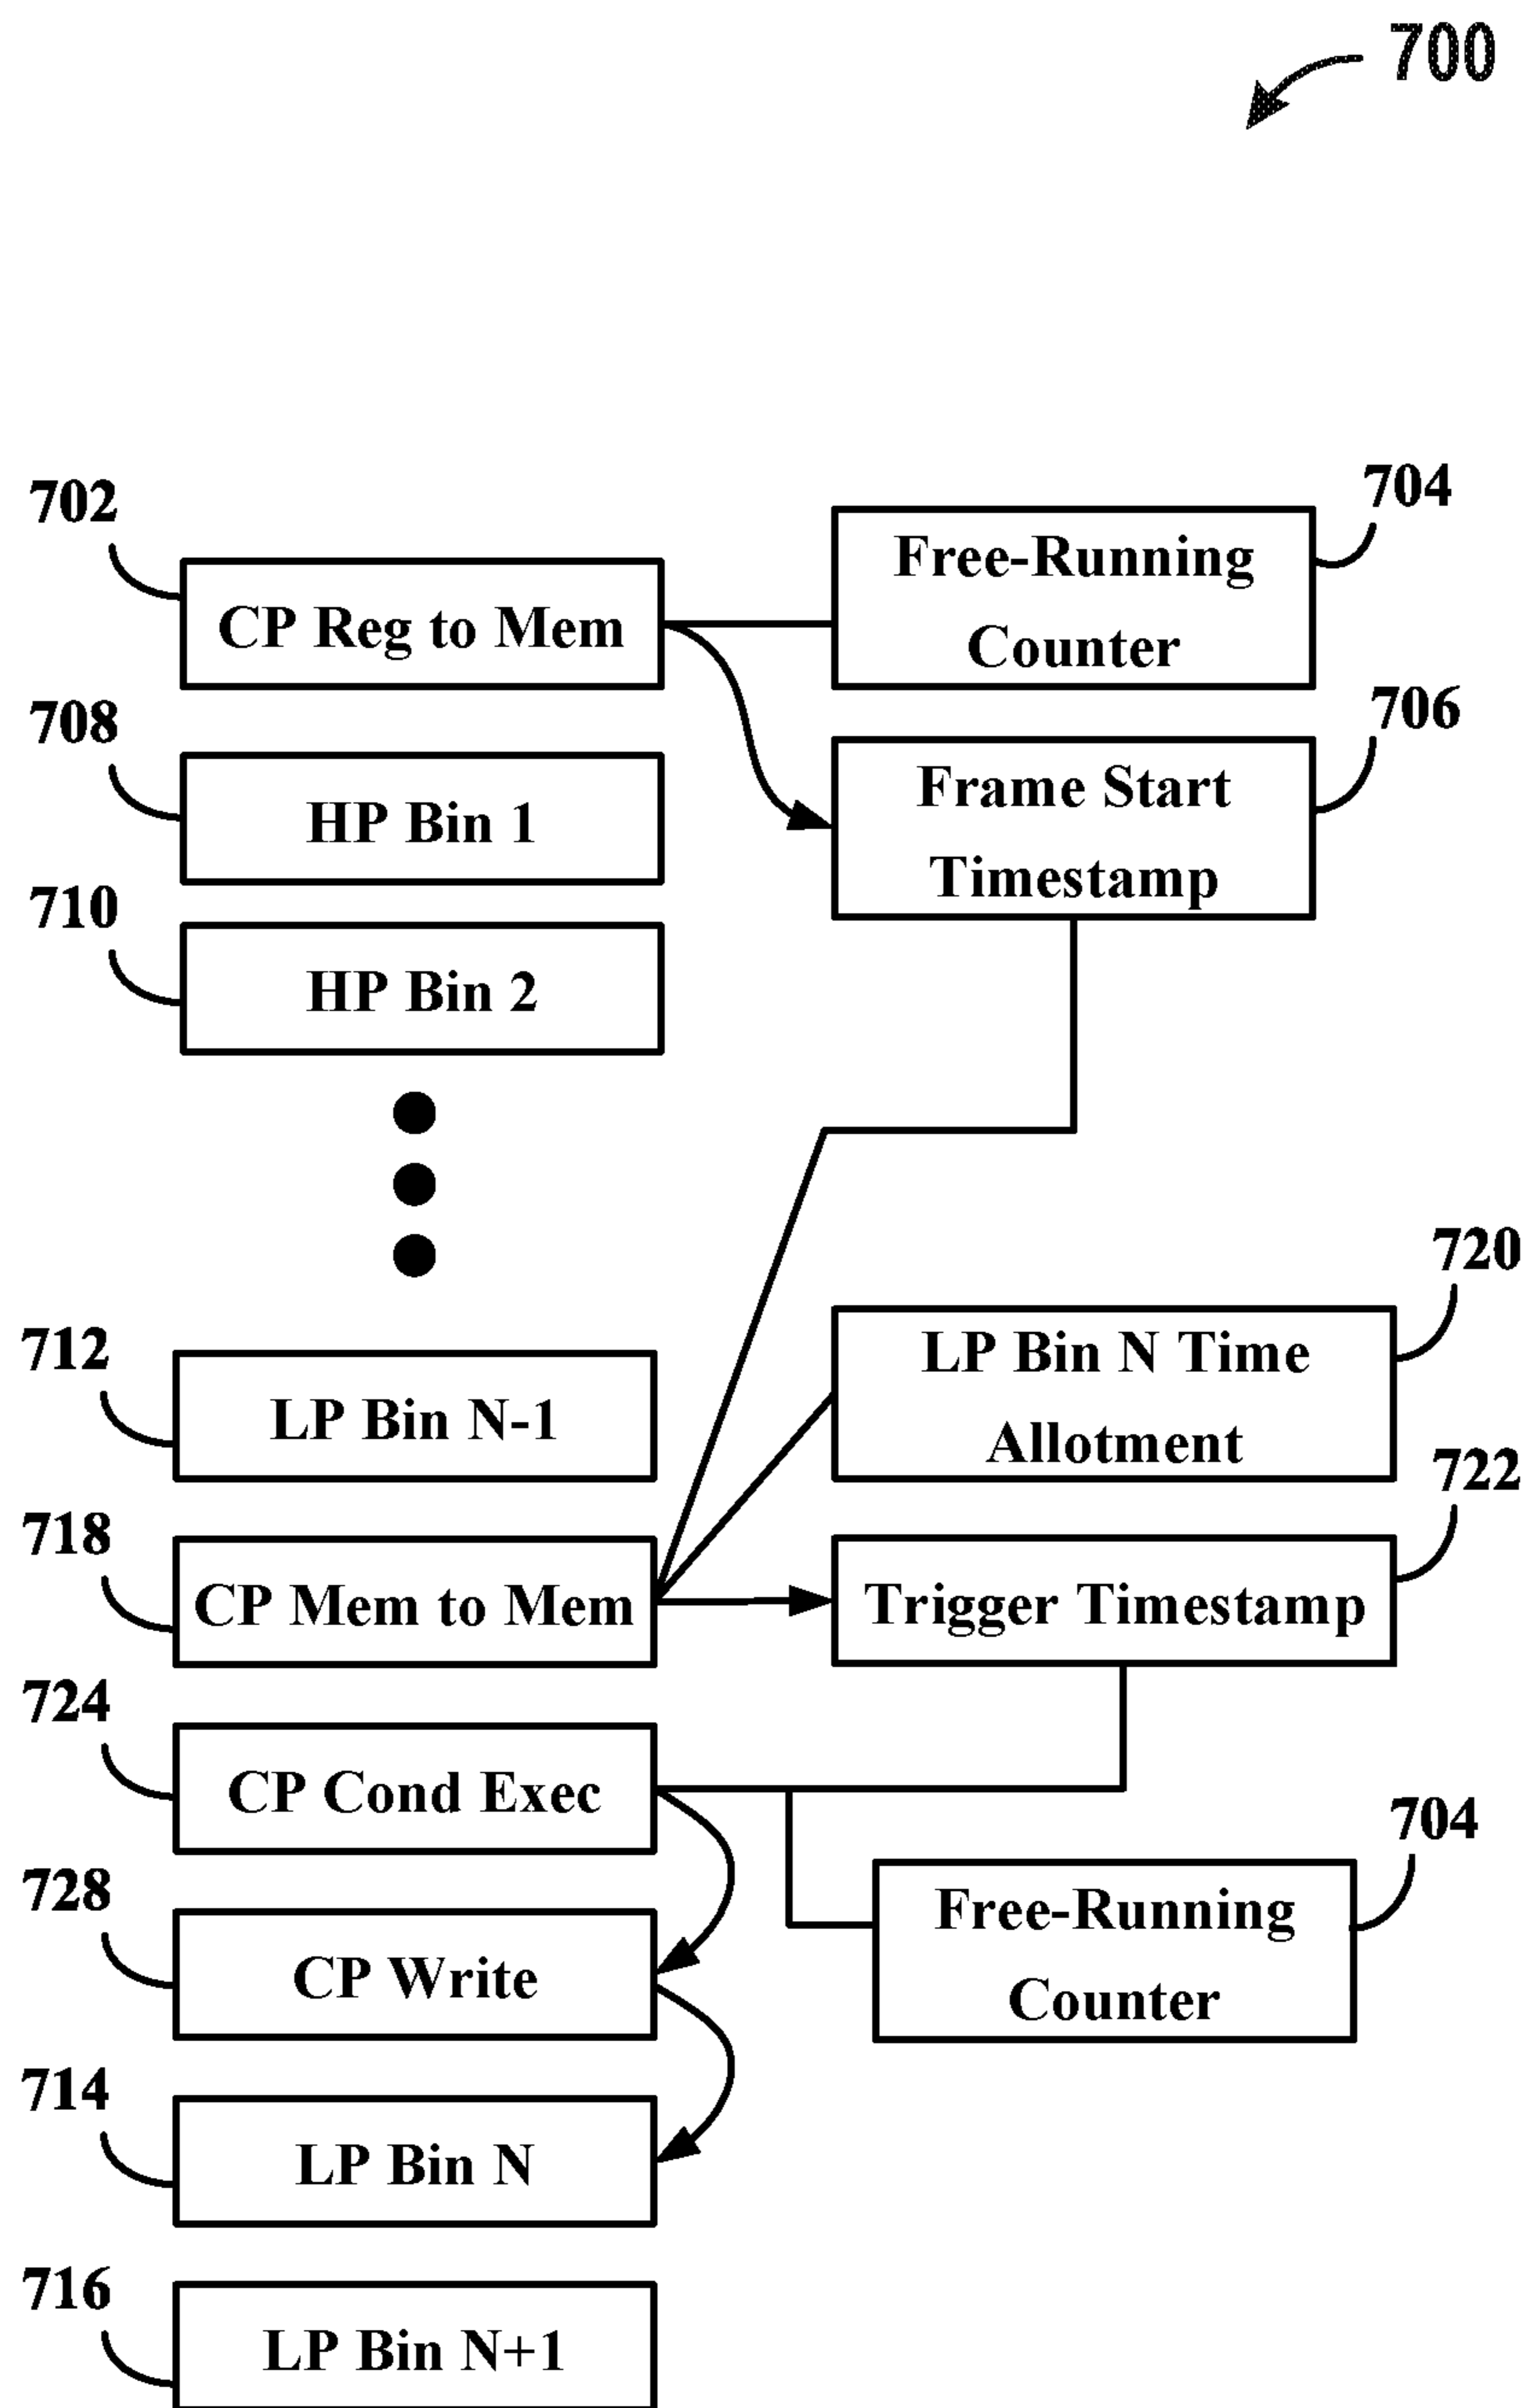 700
702
CP Reg to Mem
704
Free-Running
Counter
706
Frame Start
Timestamp
708
HP Bin 1
710
HP Bin 2
712
LP Bin N-1
720
LP Bin N Time
Allotment
718
CP Mem to Mem
722
Trigger Timestamp
724
CP Cond Exec
704
Free-Running
Counter
728
CP Write
714
LP Bin N
716
LP Bin N+1